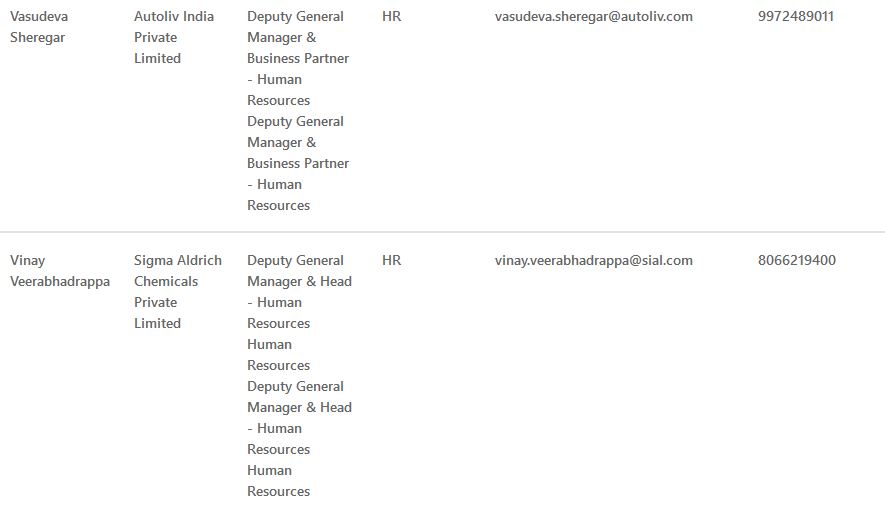 Vasudeva
Sheregar
Autoliv India
Private
Limited
Deputy General
Manager &
Business Partner
- Human
Resources
Deputy General
Manager &
Business Partner
- Human
Resources
HR
vasudeva.sheregar@autoliv.com
9972489011
Vinay
Veerabhadrappa
Sigma Aldrich
Chemicals
Private
Limited
Deputy General
Manager & Head
- Human
Resources
Human
Resources
Deputy General
Manager & Head
- Human
Resources
Human
Resources
HR
vinay.veerabhadrappa@sial.com
8066219400